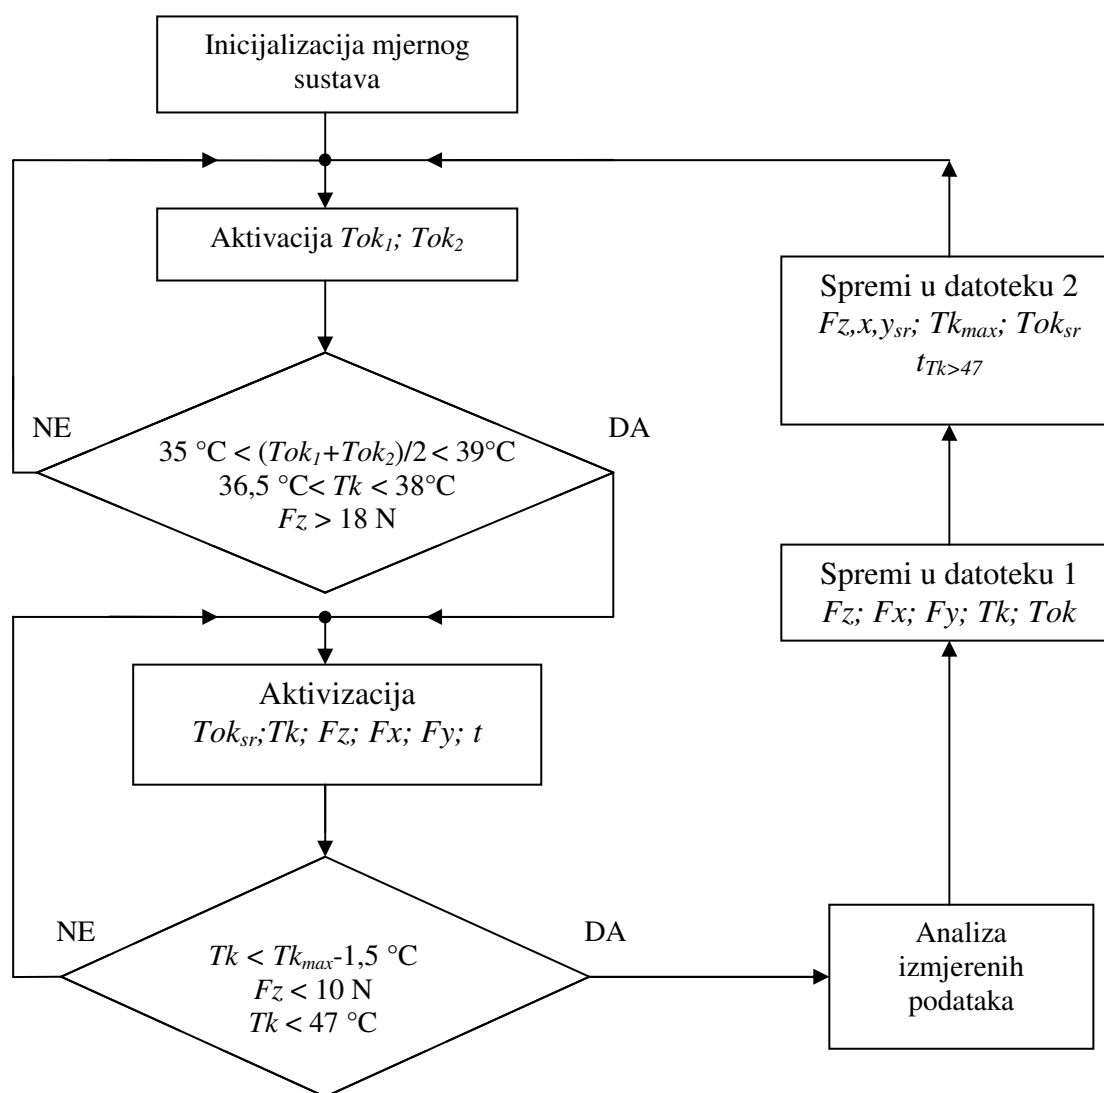 Inicijalizacija mjernog
sustava
Aktivacija Tok₁; Tok₂
NE
DA
35 °C < (Tok₁+Tok₂)/2 < 39°C
36,5 °C< Tk < 38°C
Fz > 18 N
Aktivizacija
Tokₛᵣ;Tk; Fz; Fx; Fy; t
NE
DA
Tk < Tkₘₐₓ-1,5 °C
Fz < 10 N
Tk < 47 °C
Analiza
izmjerenih
podataka
Spremi u datoteku 1
Fz; Fx; Fy; Tk; Tok
Spremi u datoteku 2
Fz,x,yₛᵣ; Tkₘₐₓ; Tokₛᵣ
t_Tk>47